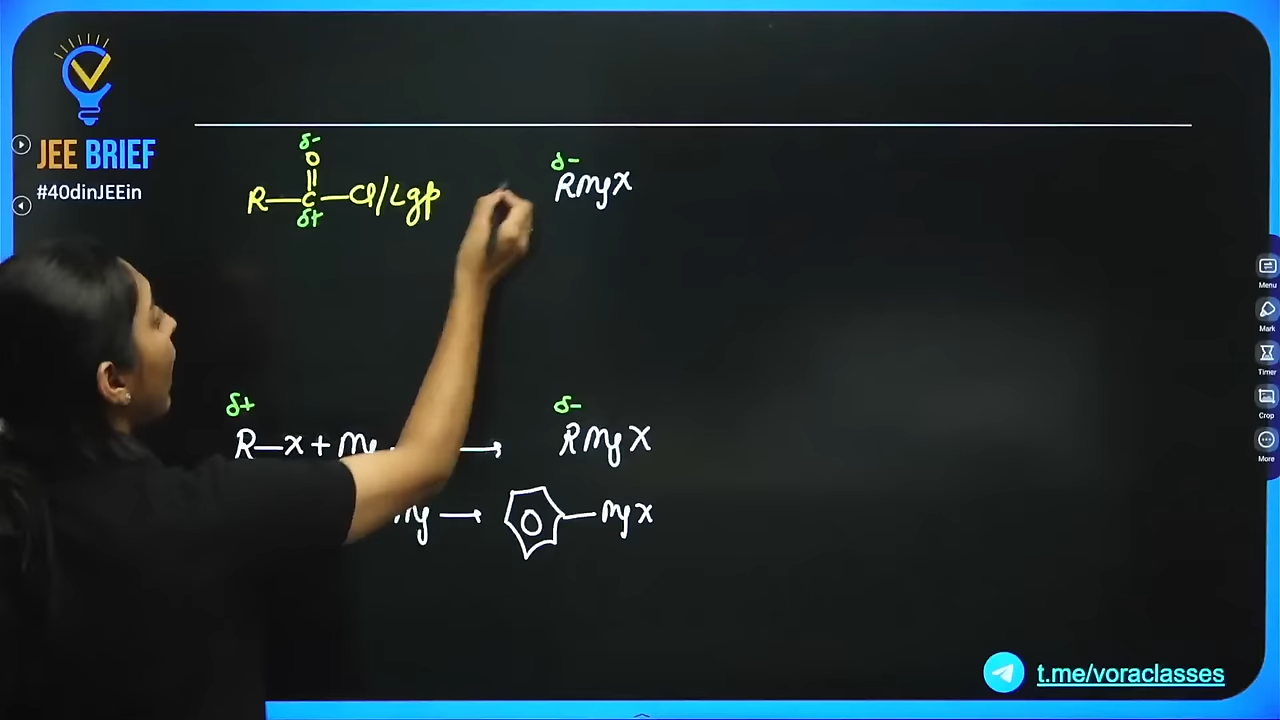 JEE BRIEF
#40dinJEEin
δ-
O
R—C—Cl/Lgp
δ+
δ-
RMgX
δ+
R—X + Mg → RMgX
δ-
Mg → MgX
Menu
Mark
Timer
Crop
More
t.me/voraclasses